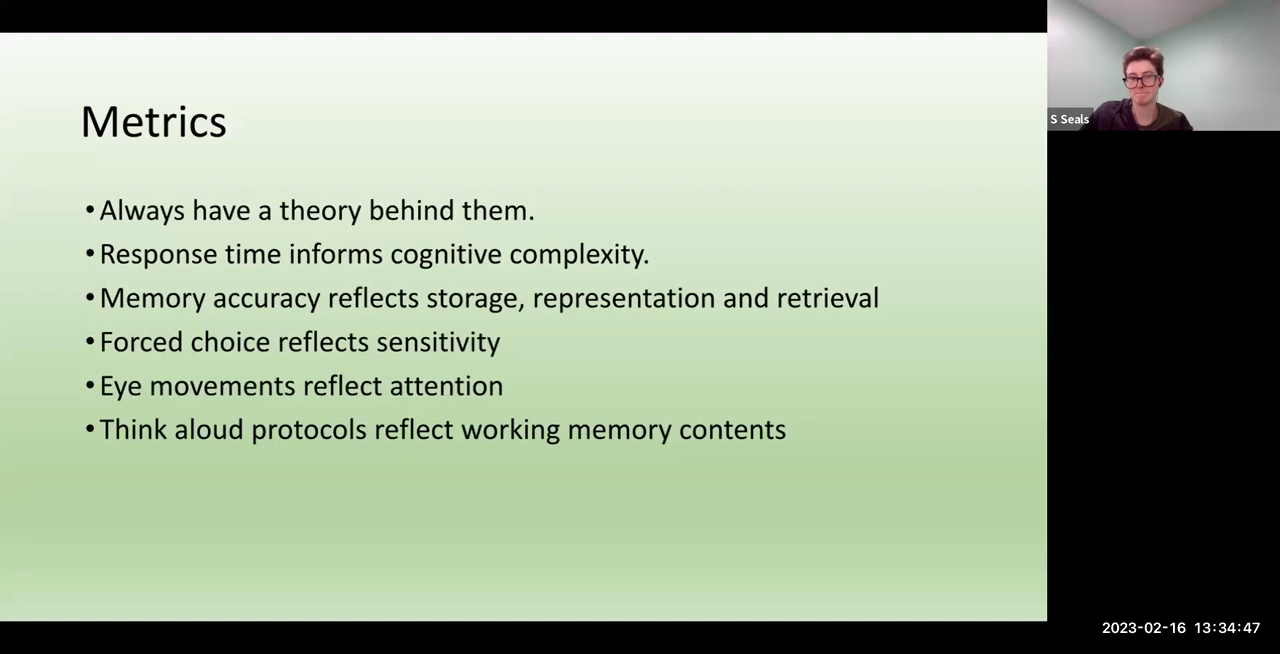 Metrics
•Always have a theory behind them.
•Response time informs cognitive complexity.
•Memory accuracy reflects storage, representation and retrieval
•Forced choice reflects sensitivity
•Eye movements reflect attention
•Think aloud protocols reflect working memory contents
S Seals
2023-02-16 13:34:47